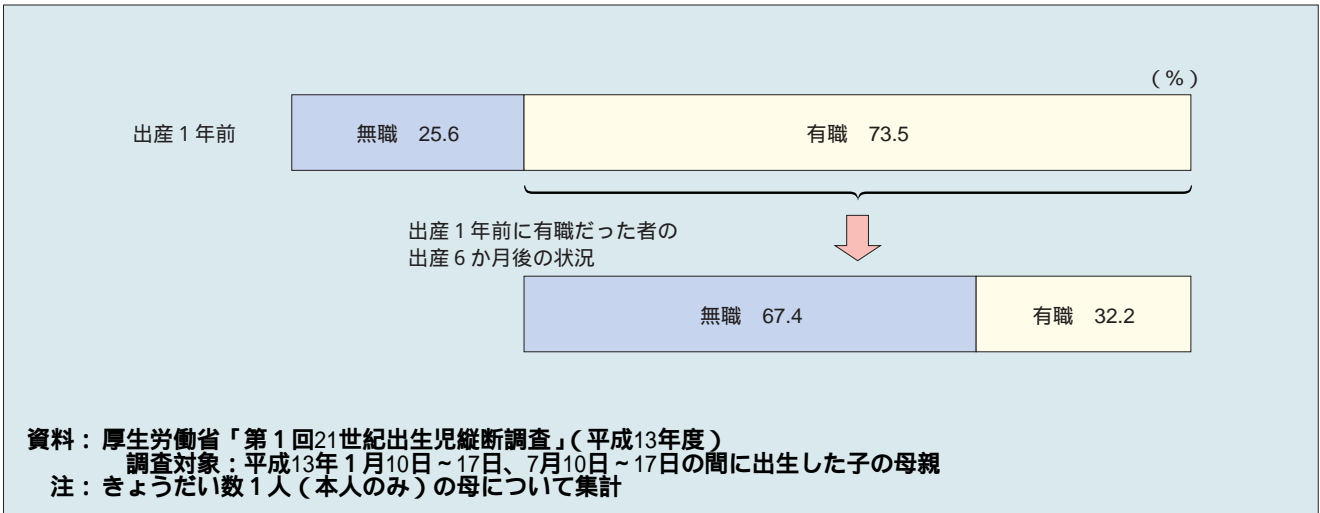 （%）
出産１年前
無職　25.6
有職　73.5
出産１年前に有職だった者の
出産６か月後の状況
無職　67.4
有職　32.2
資料：厚生労働省「第１回21世紀出生児縦断調査」（平成13年度）
調査対象：平成13年１月10日～17日、7月10日～17日の間に出生した子の母親
注：きょうだい数１人（本人のみ）の母について集計